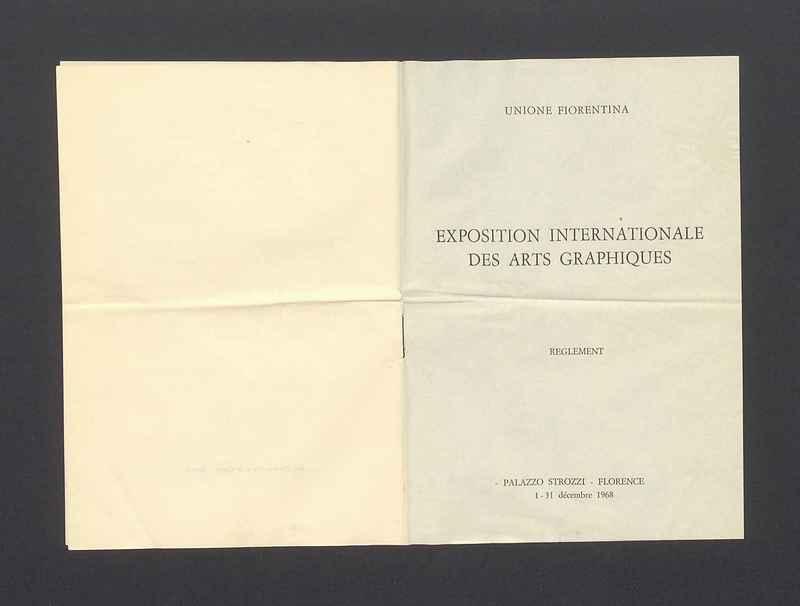 UNIONE FIORENTINA
EXPOSITION INTERNATIONALE
DES ARTS GRAPHIQUES
REGLEMENT
- PALAZZO STROZZI - FLORENCE
1 - 31 décembre 1968